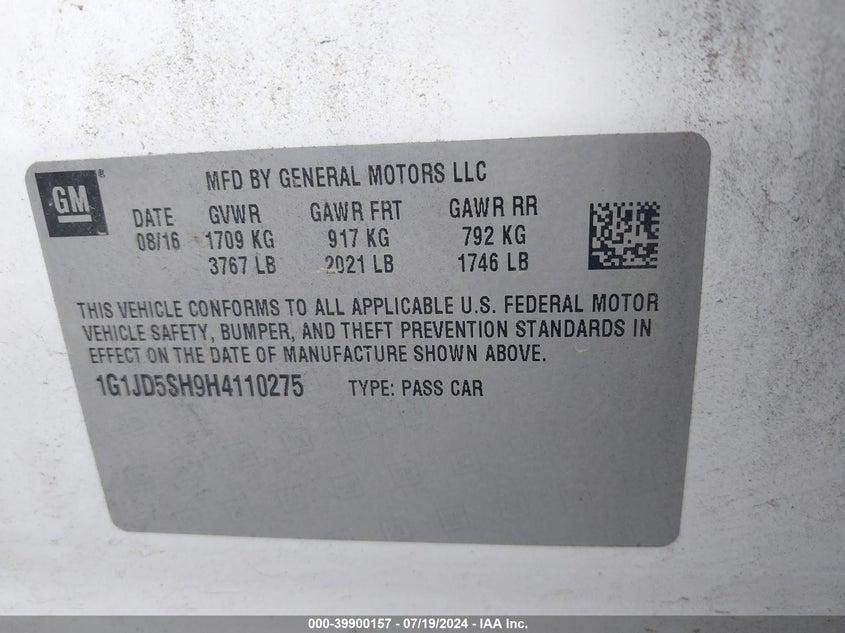 GM
MFD BY GENERAL MOTORS LLC
DATE GVWR GAWR FRT GAWR RR
08/16 1709 KG 917 KG 792 KG
3767 LB 2021 LB 1746 LB
THIS VEHICLE CONFORMS TO ALL APPLICABLE U.S. FEDERAL MOTOR
VEHICLE SAFETY, BUMPER, AND THEFT PREVENTION STANDARDS IN
EFFECT ON THE DATE OF MANUFACTURE SHOWN ABOVE.
1G1JD5SH9H4110275 TYPE: PASS CAR
000-39900157 - 07/19/2024 - IAA Inc.